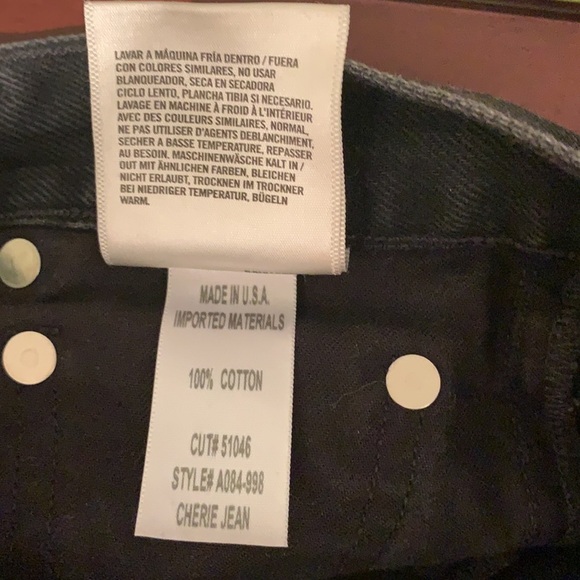 LAVAR A MÁQUINA FRÍA DENTRO / FUERA
CON COLORES SIMILARES, NO USAR
BLANQUEADOR, SECA EN SECADORA
CICLO LENTO, PLANCHA TIBIA SI NECESARIO.
LAVAGE EN MACHINE À FROID À L'INTÉRIEUR
AVEC DES COULEURS SIMILAIRES, NORMAL,
NE PAS UTILISER D'AGENTS DEBLANCHIMENT,
SECHER A BASSE TEMPERATURE, REPASSER
AU BESOIN. MASCHINENWÄSCHE KALT IN /
OUT MIT ÄHNLICHEN FARBEN, BLEICHEN
NICHT ERLAUBT, TROCKNEN IM TROCKNER
BEI NIEDRIGER TEMPERATUR, BÜGELN
WARM.
MADE IN U.S.A.
IMPORTED MATERIALS
100% COTTON
CUT# 51046
STYLE# A084-998
CHERIE JEAN